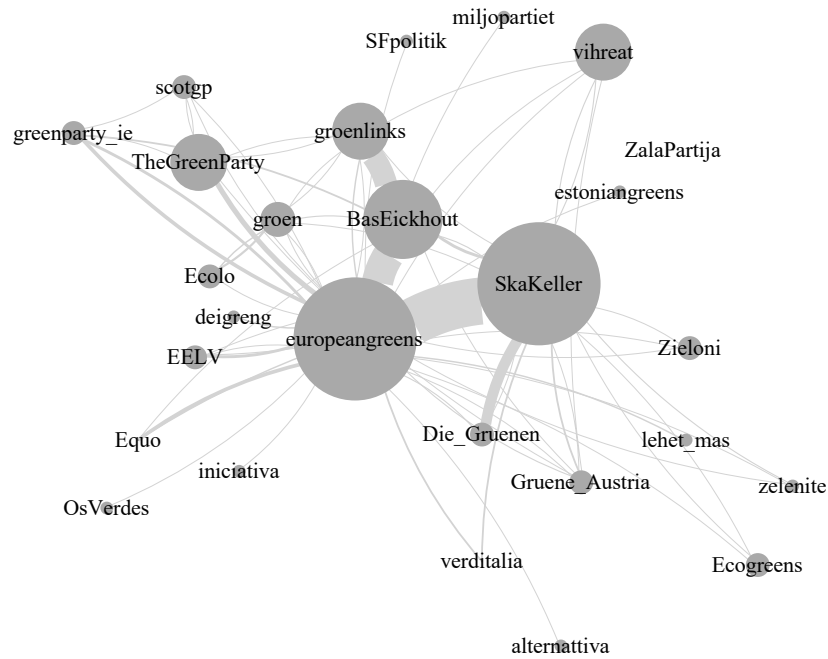 miljopartiet
SFpolitik
vihreat
scotgp
greenparty_ie
groenlinks
TheGreenParty
ZalaPartija
estoniangreens
groen
BasEickhout
Ecolo
SkaKeller
deigreng
europeangreens
EELV
Zieloni
Equo
Die_Gruenen
lehet_mas
iniciativa
Gruene_Austria
zelenite
OsVerdes
verditalia
Ecogreens
alternattiva